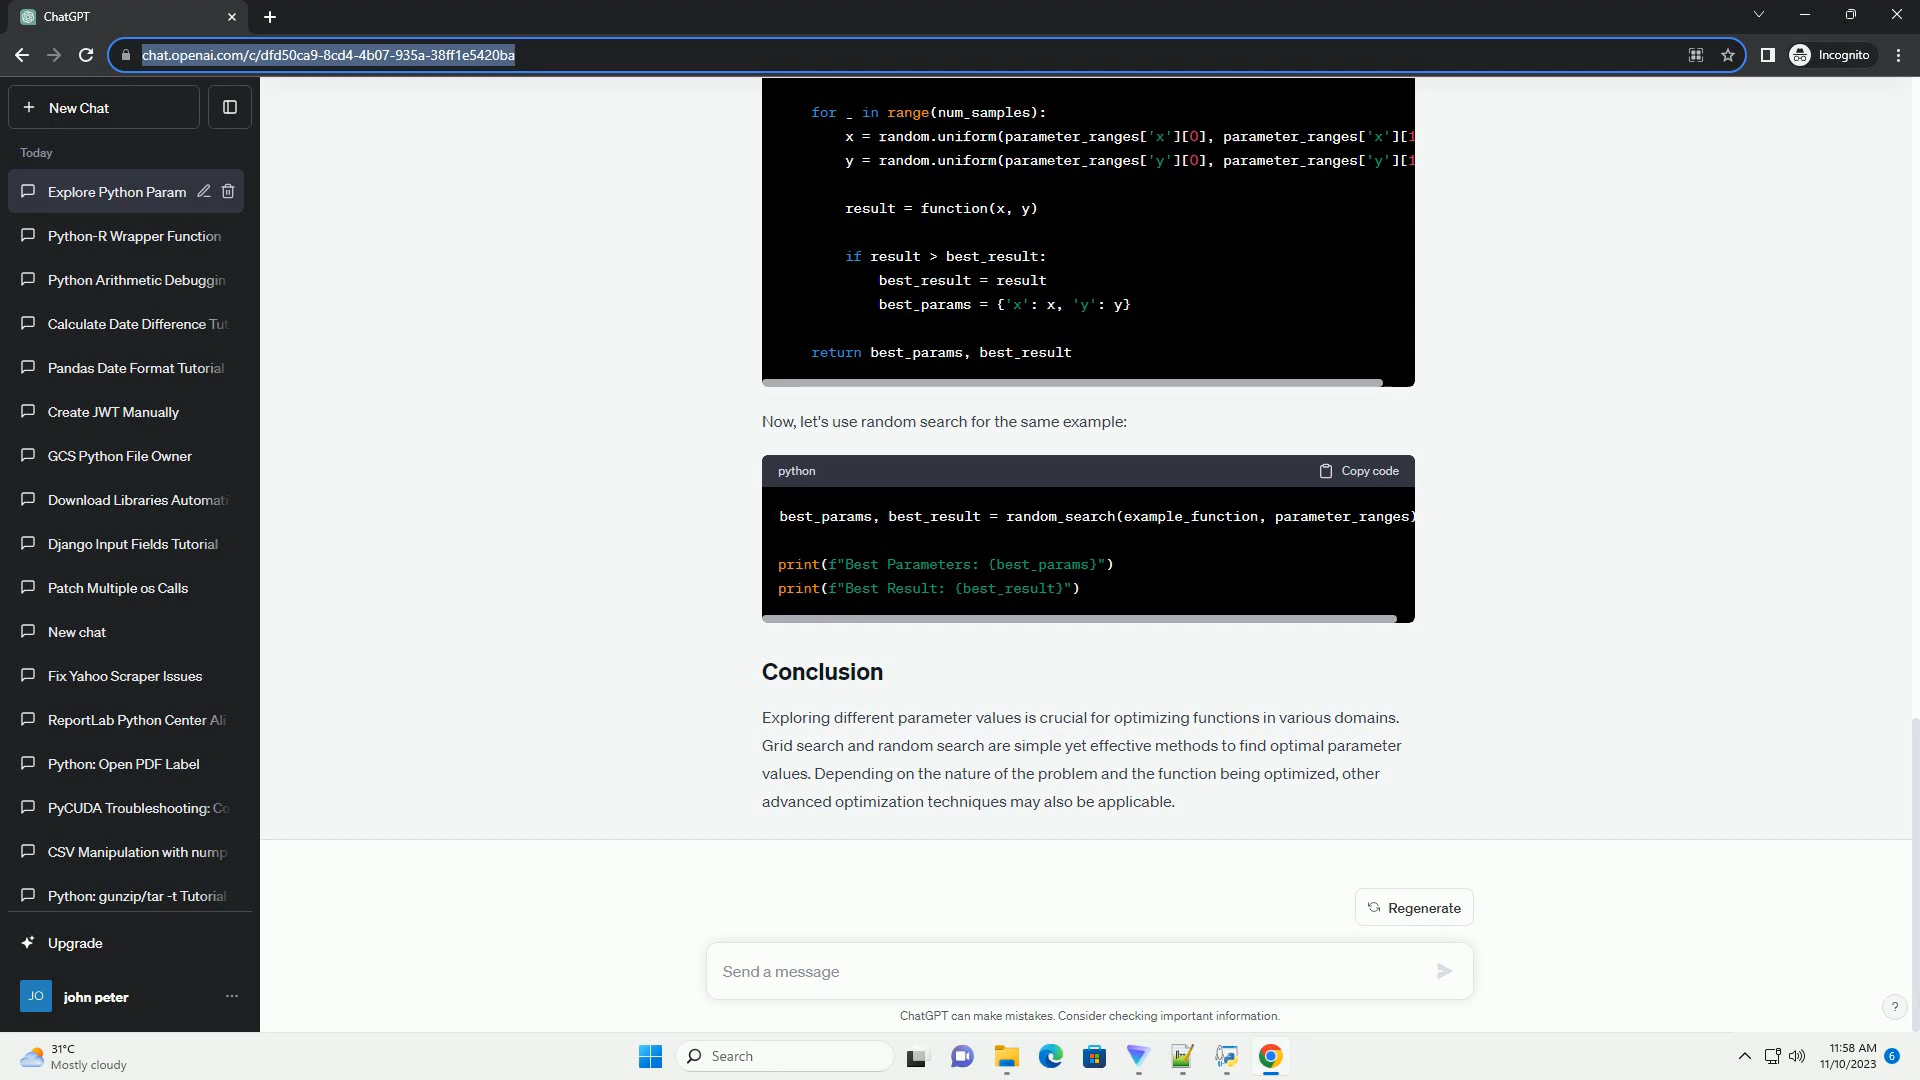 ChatGPT
chat.openai.com/c/dfd50ca9-8cd4-4b07-935a-38ff1e5420ba
Incognito
New Chat
Today
Explore Python Param
Python-R Wrapper Function
Python Arithmetic Debuggin
Calculate Date Difference Tut
Pandas Date Format Tutorial
Create JWT Manually
GCS Python File Owner
Download Libraries Automati
Django Input Fields Tutorial
Patch Multiple os Calls
New chat
Fix Yahoo Scraper Issues
ReportLab Python Center Ali
Python: Open PDF Label
PyCUDA Troubleshooting: Co
CSV Manipulation with nump
Python: gunzip/tar -t Tutorial
Upgrade
JO john peter
for _ in range(num_samples):
x = random.uniform(parameter_ranges['x'][0], parameter_ranges['x'][1
y = random.uniform(parameter_ranges['y'][0], parameter_ranges['y'][1
result = function(x, y)
if result > best_result:
best_result = result
best_params = {'x': x, 'y': y}
return best_params, best_result
Now, let's use random search for the same example:
python
Copy code
best_params, best_result = random_search(example_function, parameter_ranges)
print(f"Best Parameters: {best_params}")
print(f"Best Result: {best_result}")
Conclusion
Exploring different parameter values is crucial for optimizing functions in various domains.
Grid search and random search are simple yet effective methods to find optimal parameter
values. Depending on the nature of the problem and the function being optimized, other
advanced optimization techniques may also be applicable.
Regenerate
Send a message
ChatGPT can make mistakes. Consider checking important information.
?
31°C
Mostly cloudy
Search
11:58 AM
11/10/2023
6